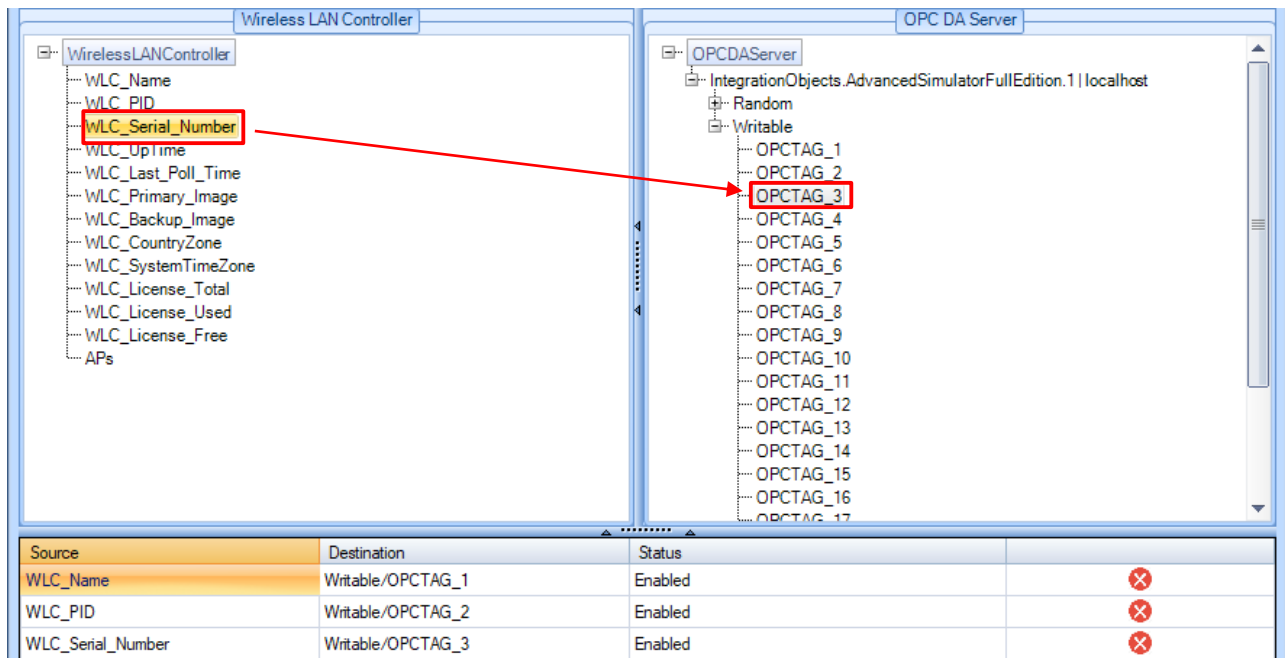 Wireless LAN Controller
WirelessLANController
WLC_Name
WLC_PID
WLC_Serial_Number
WLC_UpTime
WLC_Last_Poll_Time
WLC_Primary_Image
WLC_Backup_Image
WLC_CountryZone
WLC_SystemTimeZone
WLC_License_Total
WLC_License_Used
WLC_License_Free
APs
OPC DA Server
OPCDAServer
IntegrationObjects.AdvancedSimulatorFullEdition.1 | localhost
Random
Writable
OPCTAG_1
OPCTAG_2
OPCTAG_3
OPCTAG_4
OPCTAG_5
OPCTAG_6
OPCTAG_7
OPCTAG_8
OPCTAG_9
OPCTAG_10
OPCTAG_11
OPCTAG_12
OPCTAG_13
OPCTAG_14
OPCTAG_15
OPCTAG_16
OPCTAG_17
Source Destination Status
WLC_Name Writable/OPCTAG_1 Enabled
WLC_PID Writable/OPCTAG_2 Enabled
WLC_Serial_Number Writable/OPCTAG_3 Enabled